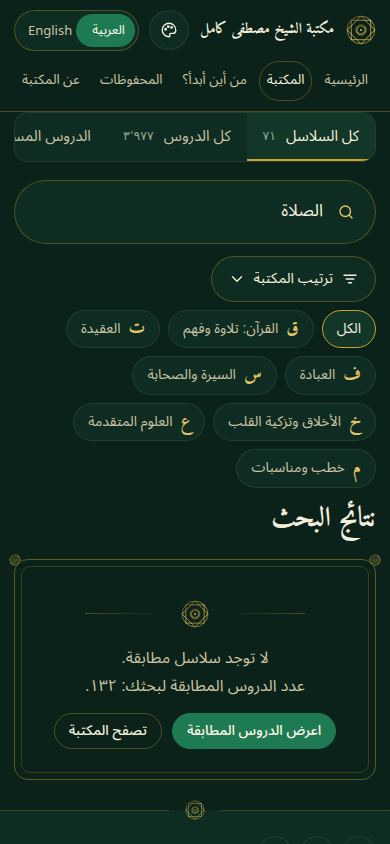 مكتبة الشيخ مصطفى كامل
العربية English
الرئيسية المكتبة من أين أبدأ؟ المحفوظات عن المكتبة
كل السلاسل ٧١ كل الدروس ٣٬٩٧٧ الدروس المس
الصلاة
ترتيب المكتبة
الكل ق القرآن: تلاوة وفهم ت العقيدة
ف العبادة س السيرة والصحابة
خ الأخلاق وتزكية القلب ع العلوم المتقدمة
م خطب ومناسبات
نتائج البحث
لا توجد سلاسل مطابقة.
عدد الدروس المطابقة لبحثك: ١٣٢.
اعرض الدروس المطابقة تصفح المكتبة